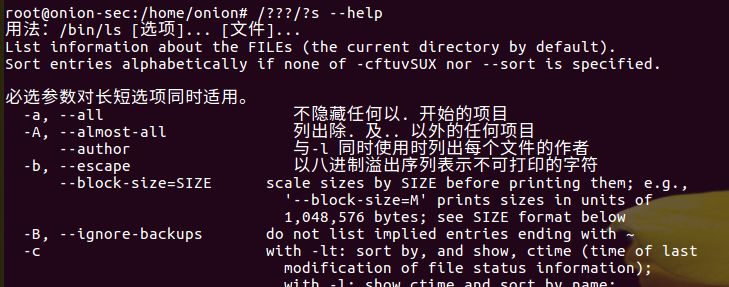 root@onion-sec:/home/onion# /???/?s --help
用法：/bin/ls [选项]... [文件]...
List information about the FILEs (the current directory by default).
Sort entries alphabetically if none of -cftuvSUX nor --sort is specified.

必选参数对长短选项同时适用。
  -a, --all                  不隐藏任何以. 开始的项目
  -A, --almost-all           列出除. 及.. 以外的任何项目
      --author               与-l 同时使用时列出每个文件的作者
  -b, --escape               以八进制溢出序列表示不可打印的字符
      --block-size=SIZE      scale sizes by SIZE before printing them; e.g.,
                               '--block-size=M' prints sizes in units of
                               1,048,576 bytes; see SIZE format below
  -B, --ignore-backups       do not list implied entries ending with ~
  -c                         with -lt: sort by, and show, ctime (time of last
                               modification of file status information);
                               with -l: show ctime and sort by name;